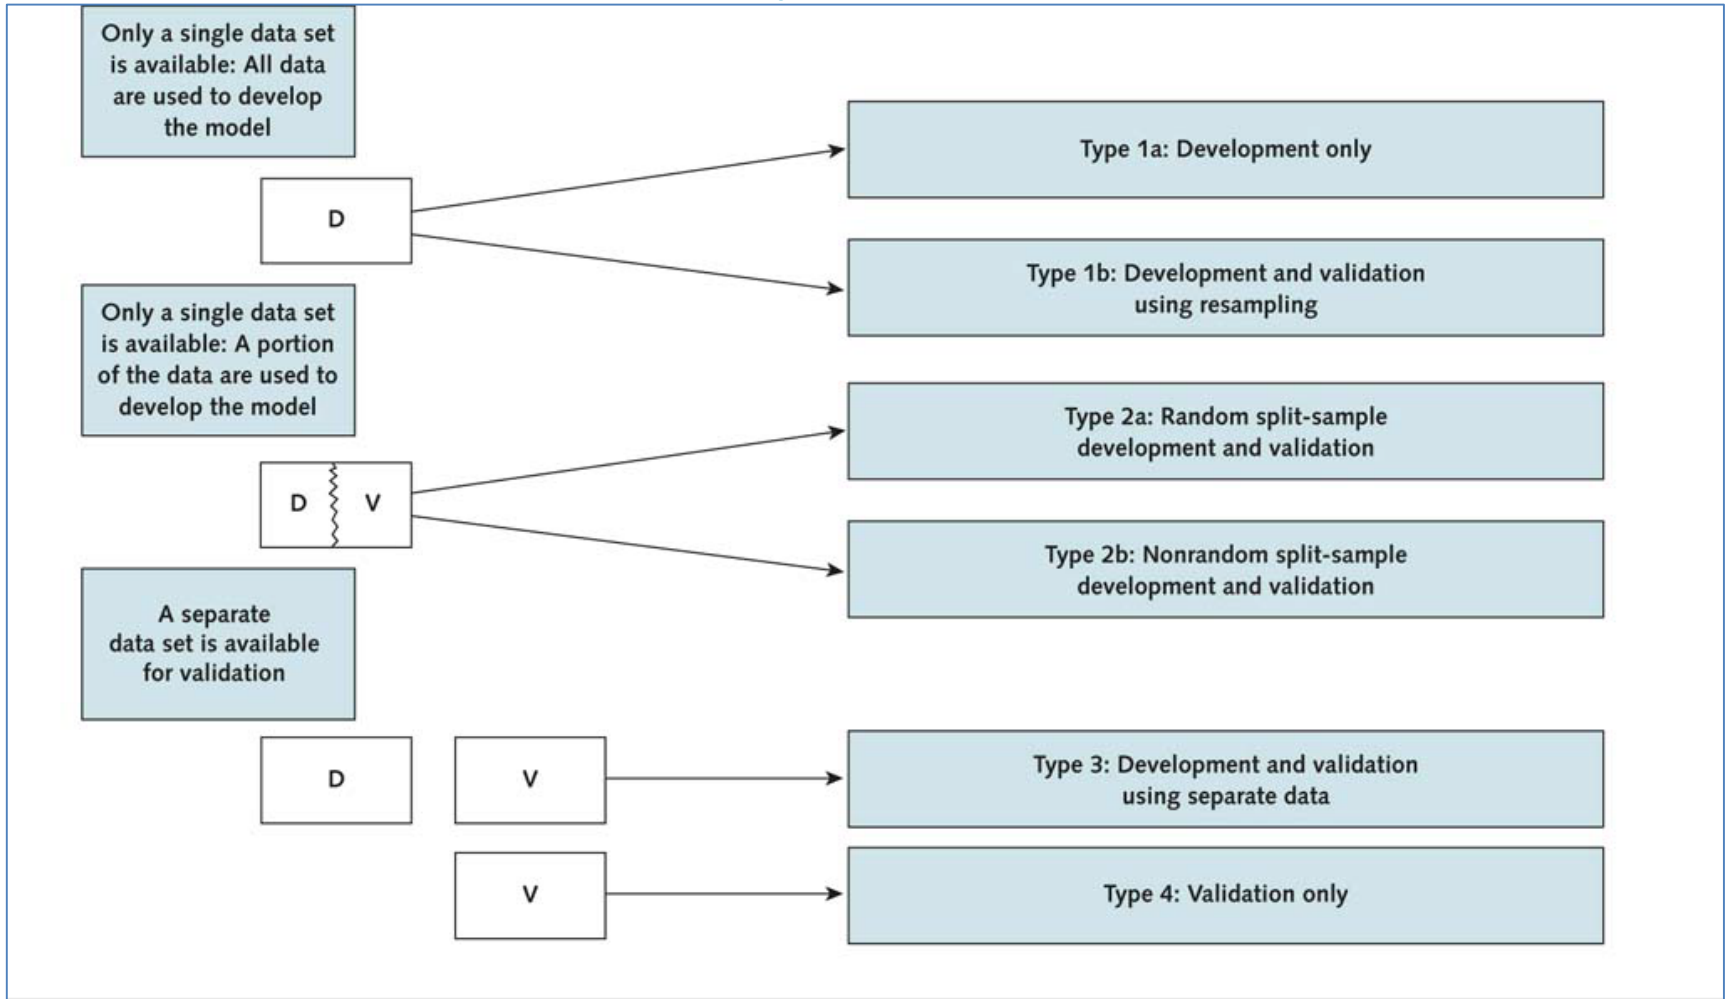 Only a single data set
is available: All data
are used to develop
the model
D
Type 1a: Development only
Type 1b: Development and validation
using resampling
Only a single data set
is available: A portion
of the data are used to
develop the model
D V
Type 2a: Random split-sample
development and validation
Type 2b: Nonrandom split-sample
development and validation
A separate
data set is available
for validation
D V
Type 3: Development and validation
using separate data
V
Type 4: Validation only